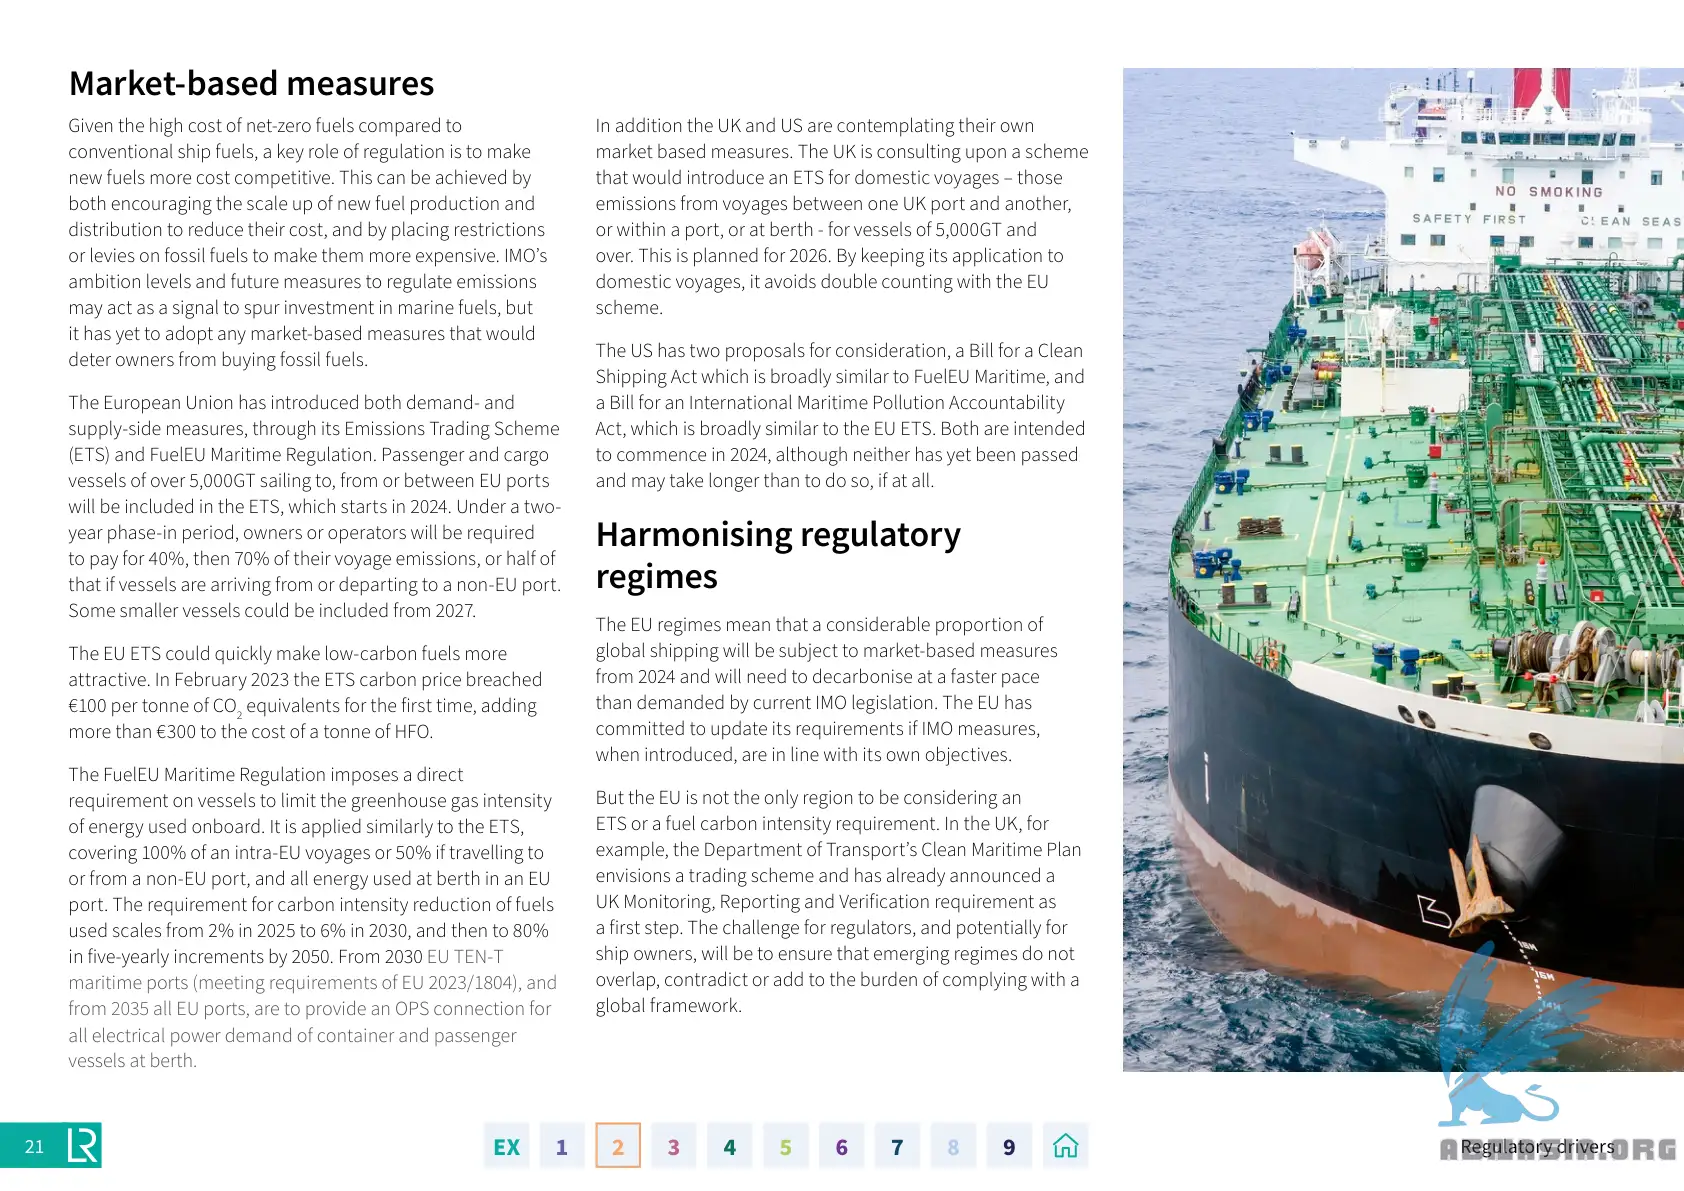 Market-based measures
Given the high cost of net-zero fuels compared to
conventional ship fuels, a key role of regulation is to make
new fuels more cost competitive. This can be achieved by
both encouraging the scale up of new fuel production and
distribution to reduce their cost, and by placing restrictions
or levies on fossil fuels to make them more expensive. IMO’s
ambition levels and future measures to regulate emissions
may act as a signal to spur investment in marine fuels, but
it has yet to adopt any market-based measures that would
deter owners from buying fossil fuels.
The European Union has introduced both demand- and
supply-side measures, through its Emissions Trading Scheme
(ETS) and FuelEU Maritime Regulation. Passenger and cargo
vessels of over 5,000GT sailing to, from or between EU ports
will be included in the ETS, which starts in 2024. Under a two-
year phase-in period, owners or operators will be required
to pay for 40%, then 70% of their voyage emissions, or half of
that if vessels are arriving from or departing to a non-EU port.
Some smaller vessels could be included from 2027.
The EU ETS could quickly make low-carbon fuels more
attractive. In February 2023 the ETS carbon price breached
€100 per tonne of CO2 equivalents for the first time, adding
more than €300 to the cost of a tonne of HFO.
The FuelEU Maritime Regulation imposes a direct
requirement on vessels to limit the greenhouse gas intensity
of energy used onboard. It is applied similarly to the ETS,
covering 100% of an intra-EU voyages or 50% if travelling to
or from a non-EU port, and all energy used at berth in an EU
port. The requirement for carbon intensity reduction of fuels
used scales from 2% in 2025 to 6% in 2030, and then to 80%
in five-yearly increments by 2050. From 2030 EU TEN-T
maritime ports (meeting requirements of EU 2023/1804), and
from 2035 all EU ports, are to provide an OPS connection for
all electrical power demand of container and passenger
vessels at berth.
In addition the UK and US are contemplating their own
market based measures. The UK is consulting upon a scheme
that would introduce an ETS for domestic voyages – those
emissions from voyages between one UK port and another,
or within a port, or at berth - for vessels of 5,000GT and
over. This is planned for 2026. By keeping its application to
domestic voyages, it avoids double counting with the EU
scheme.
The US has two proposals for consideration, a Bill for a Clean
Shipping Act which is broadly similar to FuelEU Maritime, and
a Bill for an International Maritime Pollution Accountability
Act, which is broadly similar to the EU ETS. Both are intended
to commence in 2024, although neither has yet been passed
and may take longer than to do so, if at all.
Harmonising regulatory
regimes
The EU regimes mean that a considerable proportion of
global shipping will be subject to market-based measures
from 2024 and will need to decarbonise at a faster pace
than demanded by current IMO legislation. The EU has
committed to update its requirements if IMO measures,
when introduced, are in line with its own objectives.
But the EU is not the only region to be considering an
ETS or a fuel carbon intensity requirement. In the UK, for
example, the Department of Transport’s Clean Maritime Plan
envisions a trading scheme and has already announced a
UK Monitoring, Reporting and Verification requirement as
a first step. The challenge for regulators, and potentially for
ship owners, will be to ensure that emerging regimes do not
overlap, contradict or add to the burden of complying with a
global framework.
NO SMOKING
SAFETY FIRST CLEAN SEAS
16M
14M
21 LR
EX 1 2 3 4 5 6 7 8 9
Regulatory drivers